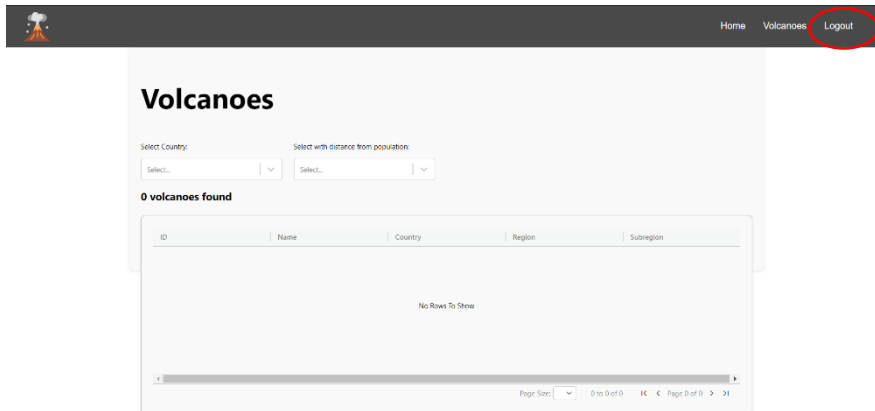 Home Volcanoes Logout
Volcanoes
Select Country: Select with distance from population:
Select... Select...
0 volcanoes found
ID Name Country Region Subregion
No Rows To Show
Page Size: 0 to 0 of 0 Page 0 of 0